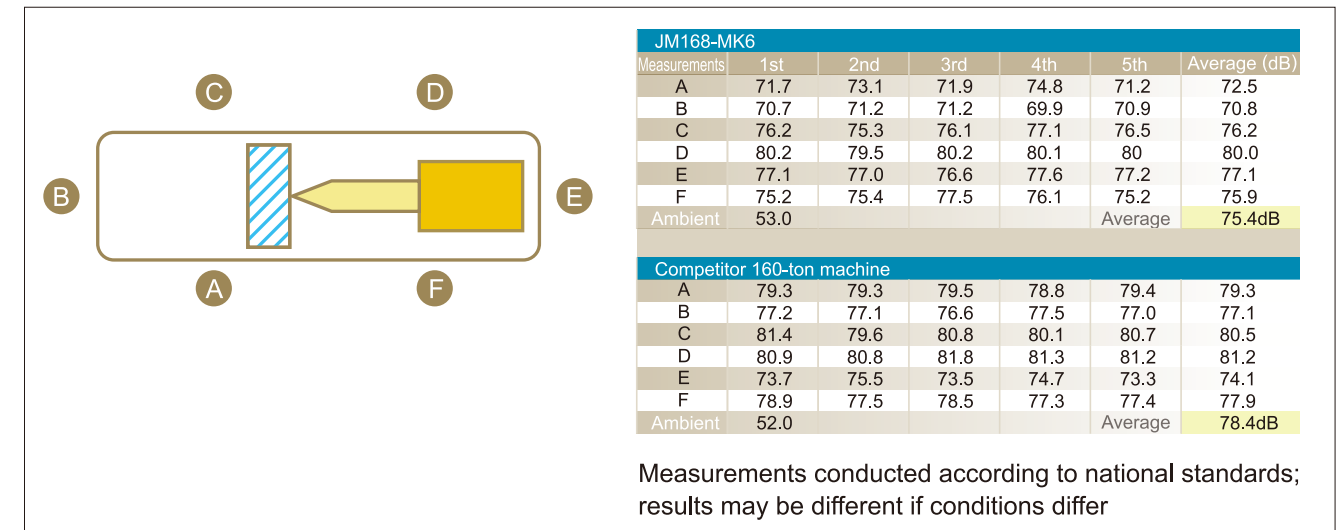 C D
B E
A F
JM168-MK6
Measurements 1st 2nd 3rd 4th 5th Average (dB)
A 71.7 73.1 71.9 74.8 71.2 72.5
B 70.7 71.2 71.2 69.9 70.9 70.8
C 76.2 75.3 76.1 77.1 76.5 76.2
D 80.2 79.5 80.2 80.1 80 80.0
E 77.1 77.0 76.6 77.6 77.2 77.1
F 75.2 75.4 77.5 76.1 75.2 75.9
Ambient 53.0 Average 75.4dB
Competitor 160-ton machine
A 79.3 79.3 79.5 78.8 79.4 79.3
B 77.2 77.1 76.6 77.5 77.0 77.1
C 81.4 79.6 80.8 80.1 80.7 80.5
D 80.9 80.8 81.8 81.3 81.2 81.2
E 73.7 75.5 73.5 74.7 73.3 74.1
F 78.9 77.5 78.5 77.3 77.4 77.9
Ambient 52.0 Average 78.4dB
Measurements conducted according to national standards;
results may be different if conditions differ